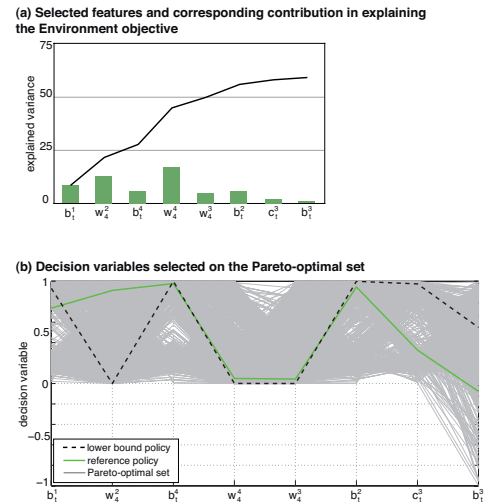 (a) Selected features and corresponding contribution in explaining
the Environment objective
75
50
25
0
explained variance
b¹ₜ w²₄ b⁴ₜ w⁴₄ w³₄ b²ₜ c³ₜ b³ₜ
(b) Decision variables selected on the Pareto-optimal set
1
0.5
0
−0.5
−1
decision variable
lower bound policy
reference policy
Pareto-optimal set
b¹ₜ w²₄ b⁴ₜ w⁴₄ w³₄ b²ₜ c³ₜ b³ₜ